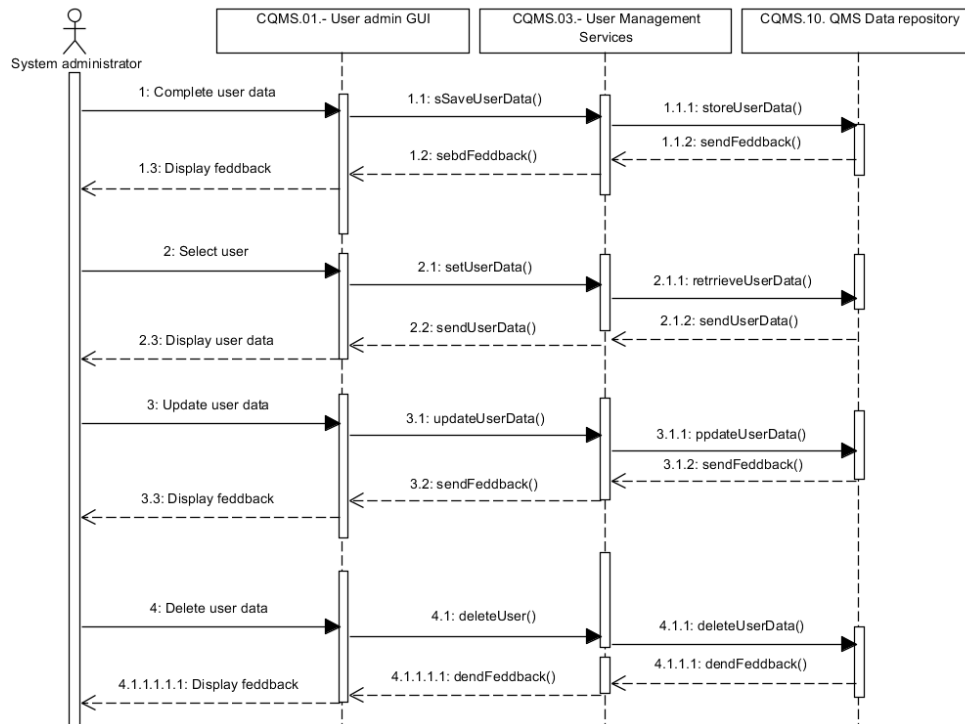 CQMS.01.- User admin GUI
CQMS.03.- User Management
Services
CQMS.10. QMS Data repository
System administrator
1: Complete user data
1.1: sSaveUserData()
1.1.1: storeUserData()
1.1.2: sendFeddback()
1.2: sebdFeddback()
1.3: Display feddback
2: Select user
2.1: setUserData()
2.1.1: retrrieveUserData()
2.1.2: sendUserData()
2.2: sendUserData()
2.3: Display user data
3: Update user data
3.1: updateUserData()
3.1.1: ppdateUserData()
3.1.2: sendFeddback()
3.2: sendFeddback()
3.3: Display feddback
4: Delete user data
4.1: deleteUser()
4.1.1: deleteUserData()
4.1.1.1: dendFeddback()
4.1.1.1.1: dendFeddback()
4.1.1.1.1.1: Display feddback